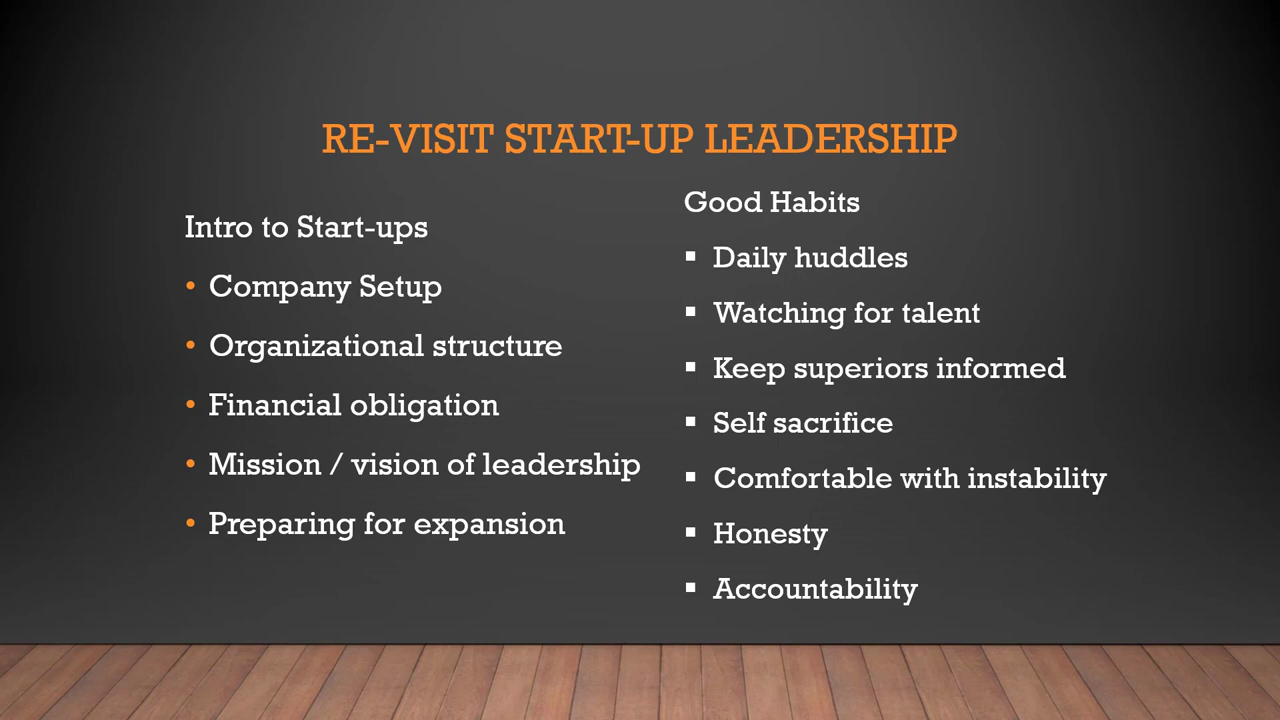 RE-VISIT START-UP LEADERSHIP
Intro to Start-ups
• Company Setup
• Organizational structure
• Financial obligation
• Mission / vision of leadership
• Preparing for expansion
Good Habits
▪ Daily huddles
▪ Watching for talent
▪ Keep superiors informed
▪ Self sacrifice
▪ Comfortable with instability
▪ Honesty
▪ Accountability